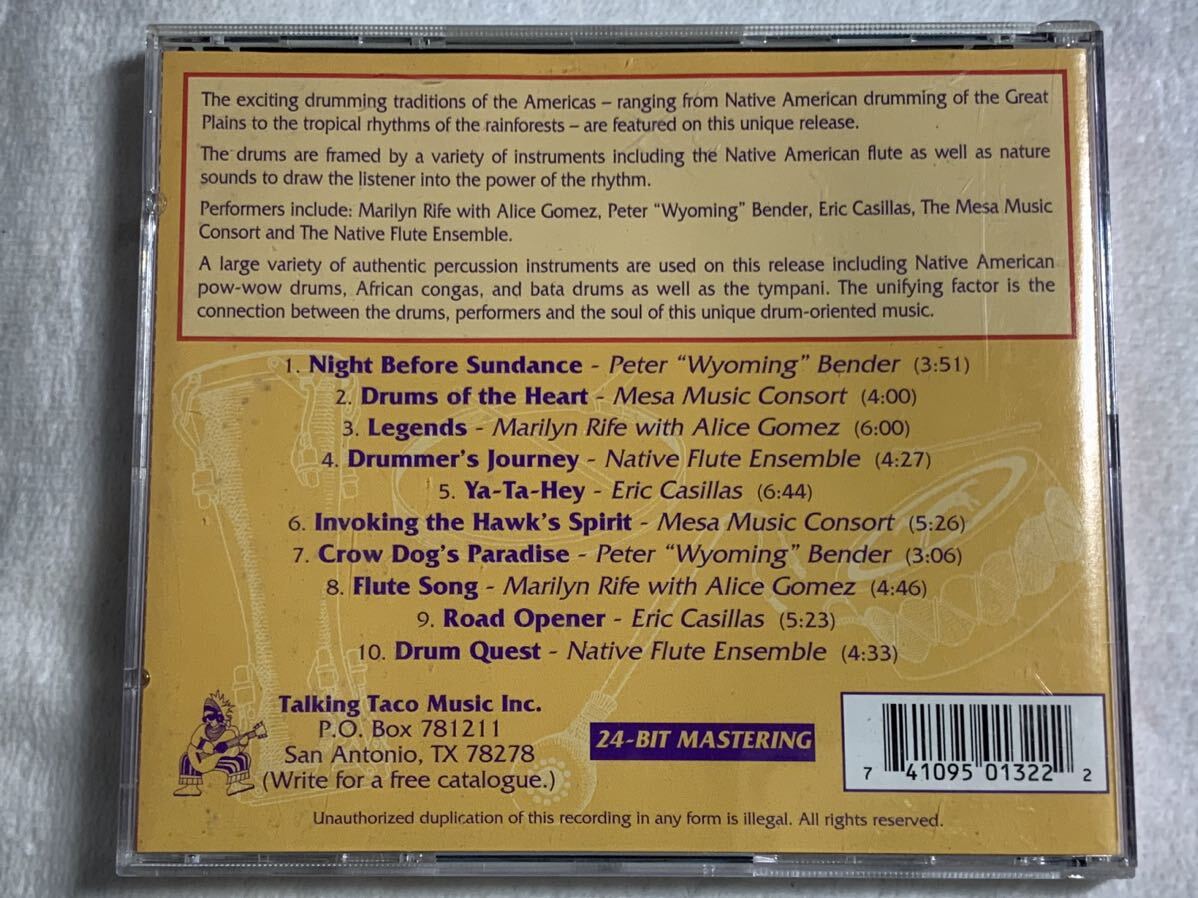 The exciting drumming traditions of the Americas – ranging from Native American drumming of the Great
Plains to the tropical rhythms of the rainforests – are featured on this unique release.
The drums are framed by a variety of instruments including the Native American flute as well as nature
sounds to draw the listener into the power of the rhythm.
Performers include: Marilyn Rife with Alice Gomez, Peter “Wyoming” Bender, Eric Casillas, The Mesa Music
Consort and The Native Flute Ensemble.
A large variety of authentic percussion instruments are used on this release including Native American
pow-wow drums, African congas, and bata drums as well as the tympani. The unifying factor is the
connection between the drums, performers and the soul of this unique drum-oriented music.
1. Night Before Sundance - Peter “Wyoming” Bender (3:51)
2. Drums of the Heart - Mesa Music Consort (4:00)
3. Legends - Marilyn Rife with Alice Gomez (6:00)
4. Drummer's Journey - Native Flute Ensemble (4:27)
5. Ya-Ta-Hey - Eric Casillas (6:44)
6. Invoking the Hawk's Spirit - Mesa Music Consort (5:26)
7. Crow Dog's Paradise - Peter “Wyoming” Bender (3:06)
8. Flute Song - Marilyn Rife with Alice Gomez (4:46)
9. Road Opener - Eric Casillas (5:23)
10. Drum Quest - Native Flute Ensemble (4:33)
Talking Taco Music Inc.
P.O. Box 781211
San Antonio, TX 78278
(Write for a free catalogue.)
24-BIT MASTERING
7 41095 01322 2
Unauthorized duplication of this recording in any form is illegal. All rights reserved.